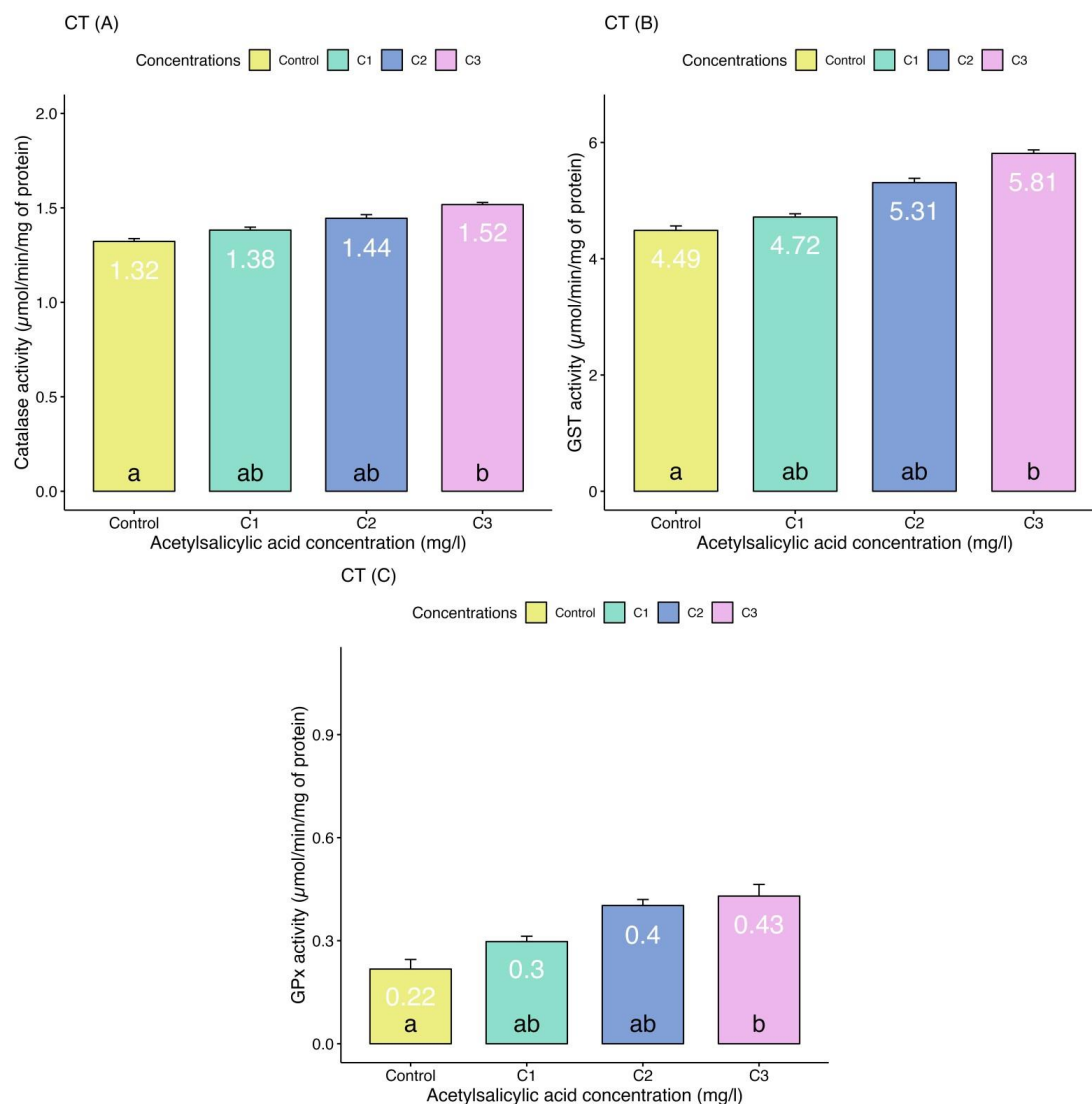 CT (A)
Concentrations Control C1 C2 C3
Catalase activity (µmol/min/mg of protein)
2.0
1.5
1.0
0.5
0.0
1.32 1.38 1.44 1.52
a ab ab b
Control C1 C2 C3
Acetylsalicylic acid concentration (mg/l)
CT (B)
Concentrations Control C1 C2 C3
GST activity (µmol/min/mg of protein)
6
4
2
0
4.49 4.72 5.31 5.81
a ab ab b
Control C1 C2 C3
Acetylsalicylic acid concentration (mg/l)
CT (C)
Concentrations Control C1 C2 C3
GPx activity (µmol/min/mg of protein)
0.9
0.6
0.3
0.0
0.22 0.3 0.4 0.43
a ab ab b
Control C1 C2 C3
Acetylsalicylic acid concentration (mg/l)